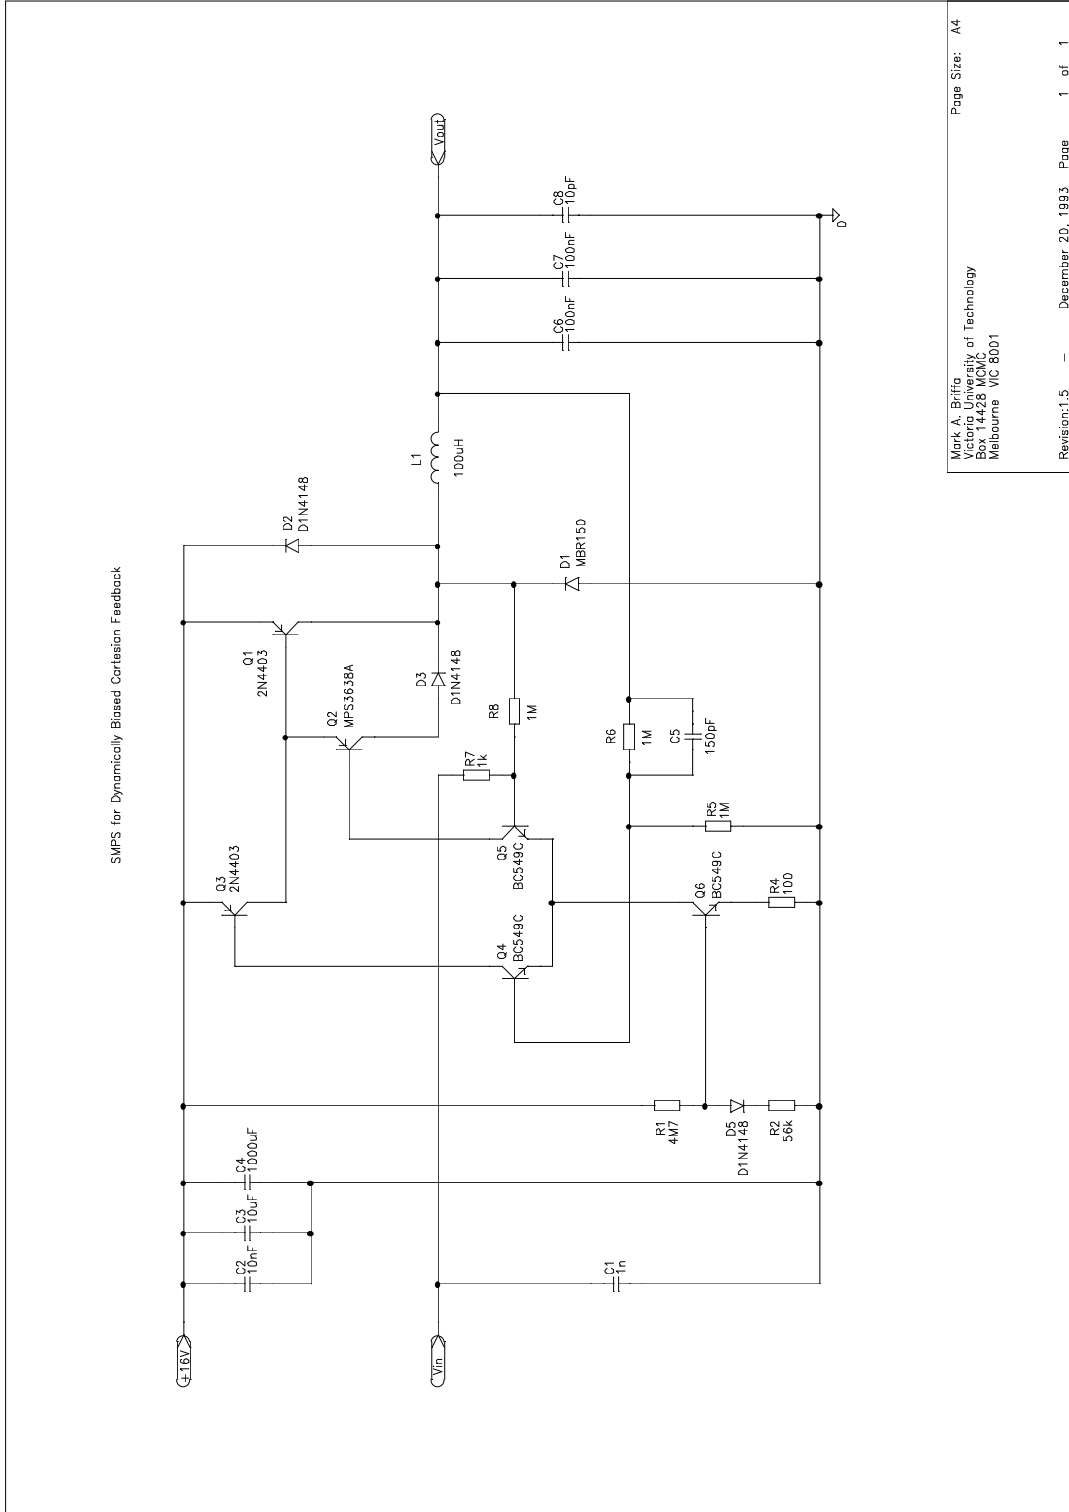 SMPS for Dynamically Biased Cartesian Feedback
+16V
Vin
Vout
C2
10nF
C3
10uF
C4
1000uF
C1
1n
R1
4M7
D5
D1N4148
R2
56k
Q3
2N4403
Q4
BC549C
Q5
BC549C
Q6
BC549C
R4
100
R5
1M
Q1
2N4403
Q2
MPS3638A
R7
1k
R8
1M
R6
1M
C5
150pF
D3
D1N4148
D2
D1N4148
D1
MBR150
L1
100uH
C6
100nF
C7
100nF
C8
10pF
D
Mark A. Briffa
Victoria University of Technology
Box 14428 MCMC
Melbourne VIC 8001
Page Size: A4
Revision:1.5 - December 20, 1993 Page 1 of 1